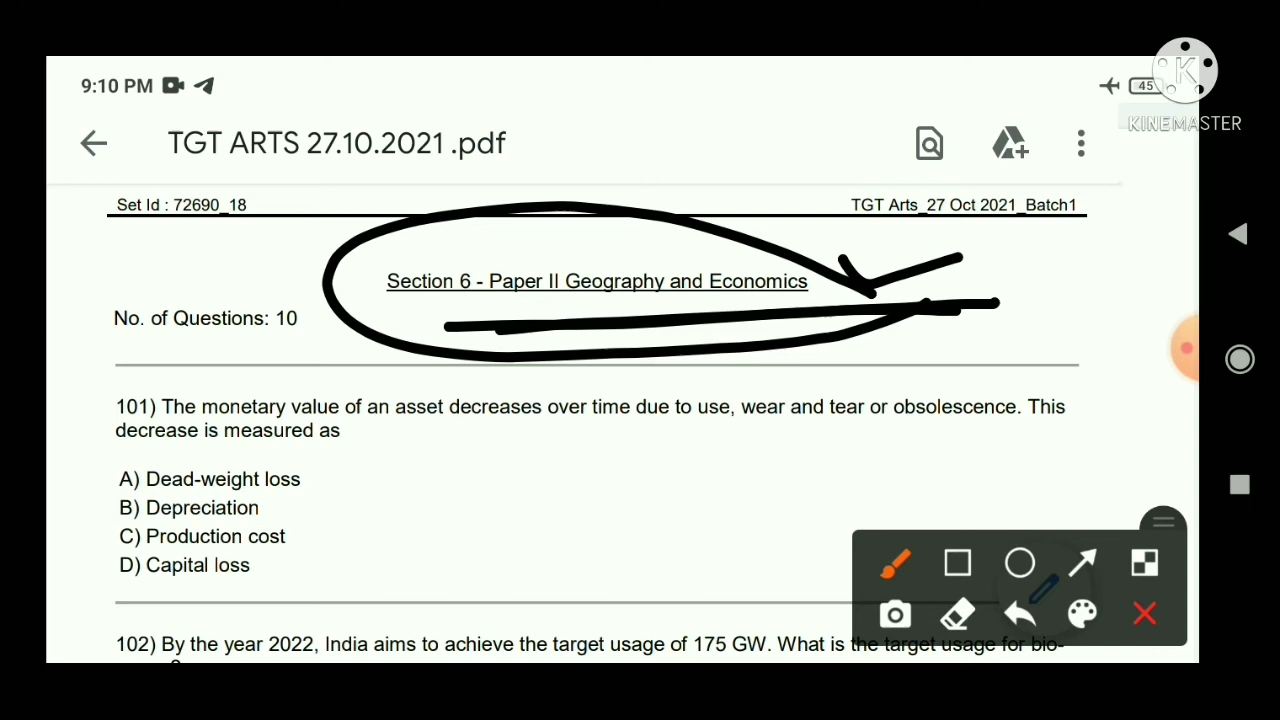 9:10 PM
45
KINEMASTER
TGT ARTS 27.10.2021 .pdf
Set Id : 72690_18
TGT Arts_27 Oct 2021_Batch1
Section 6 - Paper II Geography and Economics
No. of Questions: 10
101) The monetary value of an asset decreases over time due to use, wear and tear or obsolescence. This
decrease is measured as
A) Dead-weight loss
B) Depreciation
C) Production cost
D) Capital loss
102) By the year 2022, India aims to achieve the target usage of 175 GW. What is the target usage for bio-